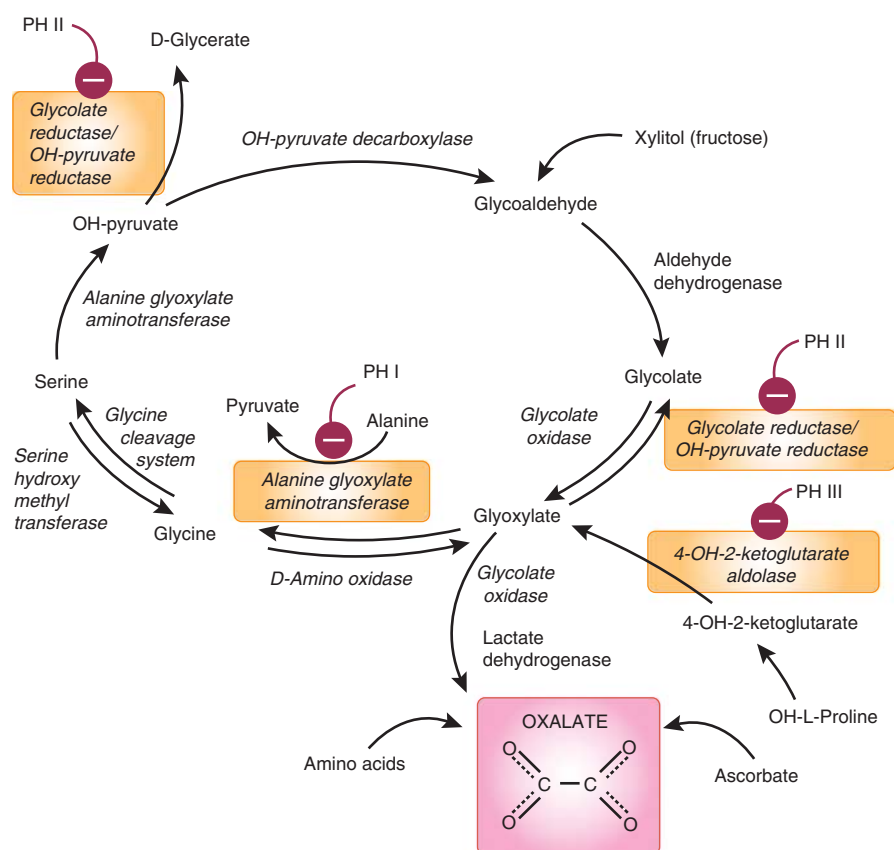 PH II
D-Glycerate
Glycolate
reductase/
OH-pyruvate
reductase
OH-pyruvate decarboxylase
Xylitol (fructose)
Glycoaldehyde
OH-pyruvate
Aldehyde
dehydrogenase
Alanine glyoxylate
aminotransferase
PH II
PH I
Serine
Glycolate
Pyruvate
Alanine
Glycine
cleavage
system
Glycolate
oxidase
Glycolate reductase/
OH-pyruvate reductase
Serine
hydroxy
methyl
transferase
Alanine glyoxylate
aminotransferase
PH III
Glycine
Glyoxylate
4-OH-2-ketoglutarate
aldolase
D-Amino oxidase
Glycolate
oxidase
4-OH-2-ketoglutarate
Lactate
dehydrogenase
OH-L-Proline
OXALATE
Amino acids
Ascorbate
O O
C C
O O